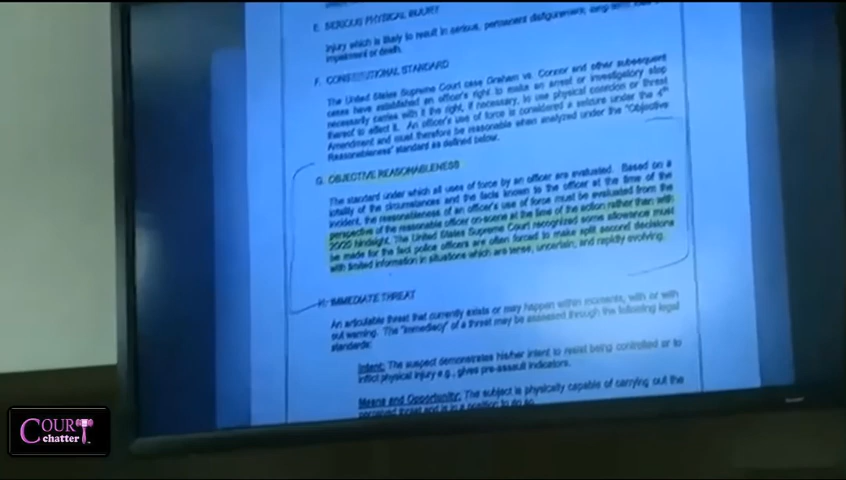 E. SERIOUS PHYSICAL INJURY
Injury which is likely to result in serious, permanent disfigurement, long-term loss
impairment or death.
F. CONSTITUTIONAL STANDARD
The United States Supreme Court case Graham vs. Connor and other subsequent
cases have established an officer's right to make an arrest or investigatory stop
necessarily carries with it the right, if necessary, to use physical coercion or threat
thereof to effect it. An officer's use of force is considered a seizure under the 4th
Amendment and must therefore be reasonable when analyzed under the "Objective
Reasonableness" standard as defined below.
G. OBJECTIVE REASONABLENESS
The standard under which all uses of force by an officer are evaluated. Based on a
totality of the circumstances and the facts known to the officer at the time of the
incident, the reasonableness of an officer's use of force must be evaluated from the
perspective of the reasonable officer on-scene at the time of the action rather than with
20/20 hindsight. The United States Supreme Court recognized some allowance must
be made for the fact police officers are often forced to make split second decisions
with limited information in situations which are tense, uncertain, and rapidly evolving.
H. IMMEDIATE THREAT
An articulable threat that currently exists or may happen within moments, with or with
out warning. The "immediacy" of a threat may be assessed through the following legal
standards:
Intent: The suspect demonstrates his/her intent to resist being controlled or to
inflict physical injury e.g., gives pre-assault indicators.
Means and Opportunity: The subject is physically capable of carrying out the
perceived threat and is in a position to do so.
COURT
chatter